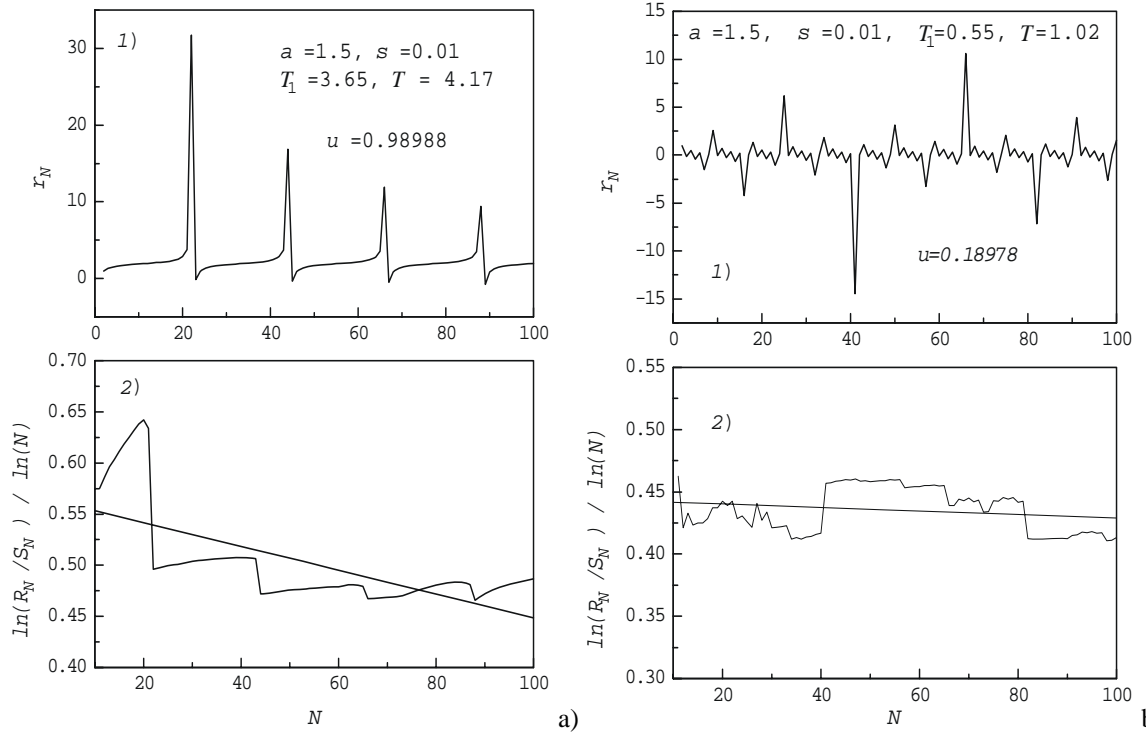 1)
a =1.5, s =0.01
T1 =3.65, T = 4.17
u =0.98988
35
30
20
10
0
rN
0 20 40 60 80 100
2)
0.70
0.65
0.60
0.55
0.50
0.45
0.40
ln(RN /SN ) / ln(N)
20 40 60 80 100
N
a)
a =1.5, s =0.01, T1=0.55, T=1.02
15
10
5
0
-5
-10
-15
rN
1)
u=0.18978
0 20 40 60 80 100
2)
0.55
0.50
0.45
0.40
0.35
0.30
ln(RN /SN ) / ln(N)
20 40 60 80 100
N